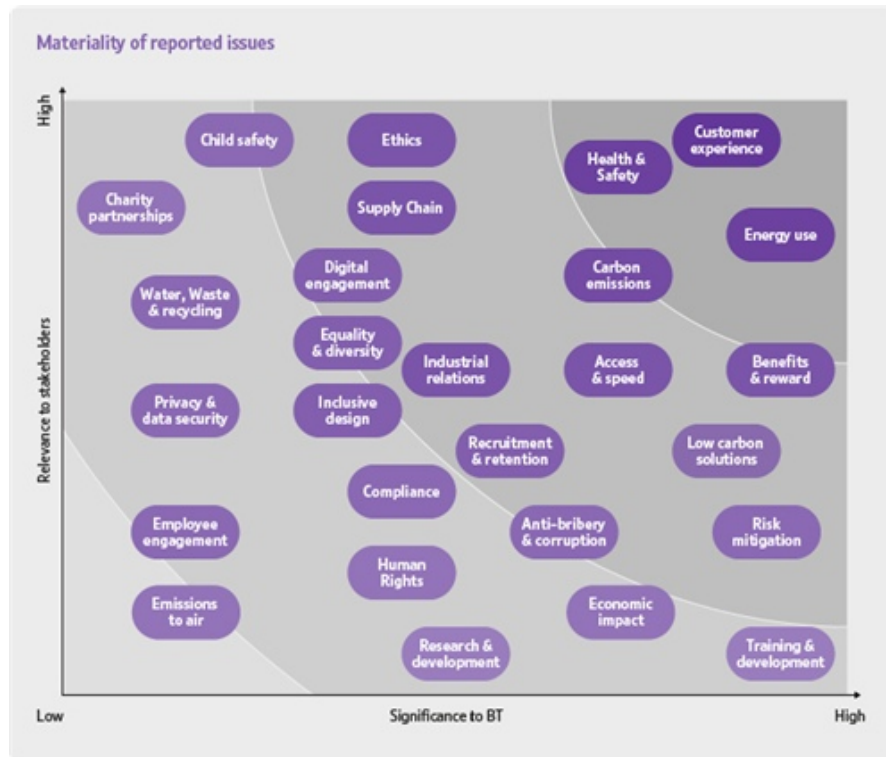 Materiality of reported issues
High
Child safety
Ethics
Customer
experience
Health &
Safety
Charity
partnerships
Supply Chain
Energy use
Digital
engagement
Carbon
emissions
Water, Waste
& recycling
Equality
& diversity
Industrial
relations
Access
& speed
Benefits
& reward
Privacy &
data security
Inclusive
design
Recruitment
& retention
Low carbon
solutions
Compliance
Employee
engagement
Anti-bribery
& corruption
Risk
mitigation
Human
Rights
Emissions
to air
Economic
impact
Research &
development
Training &
development
Relevance to stakeholders
Low
Significance to BT
High